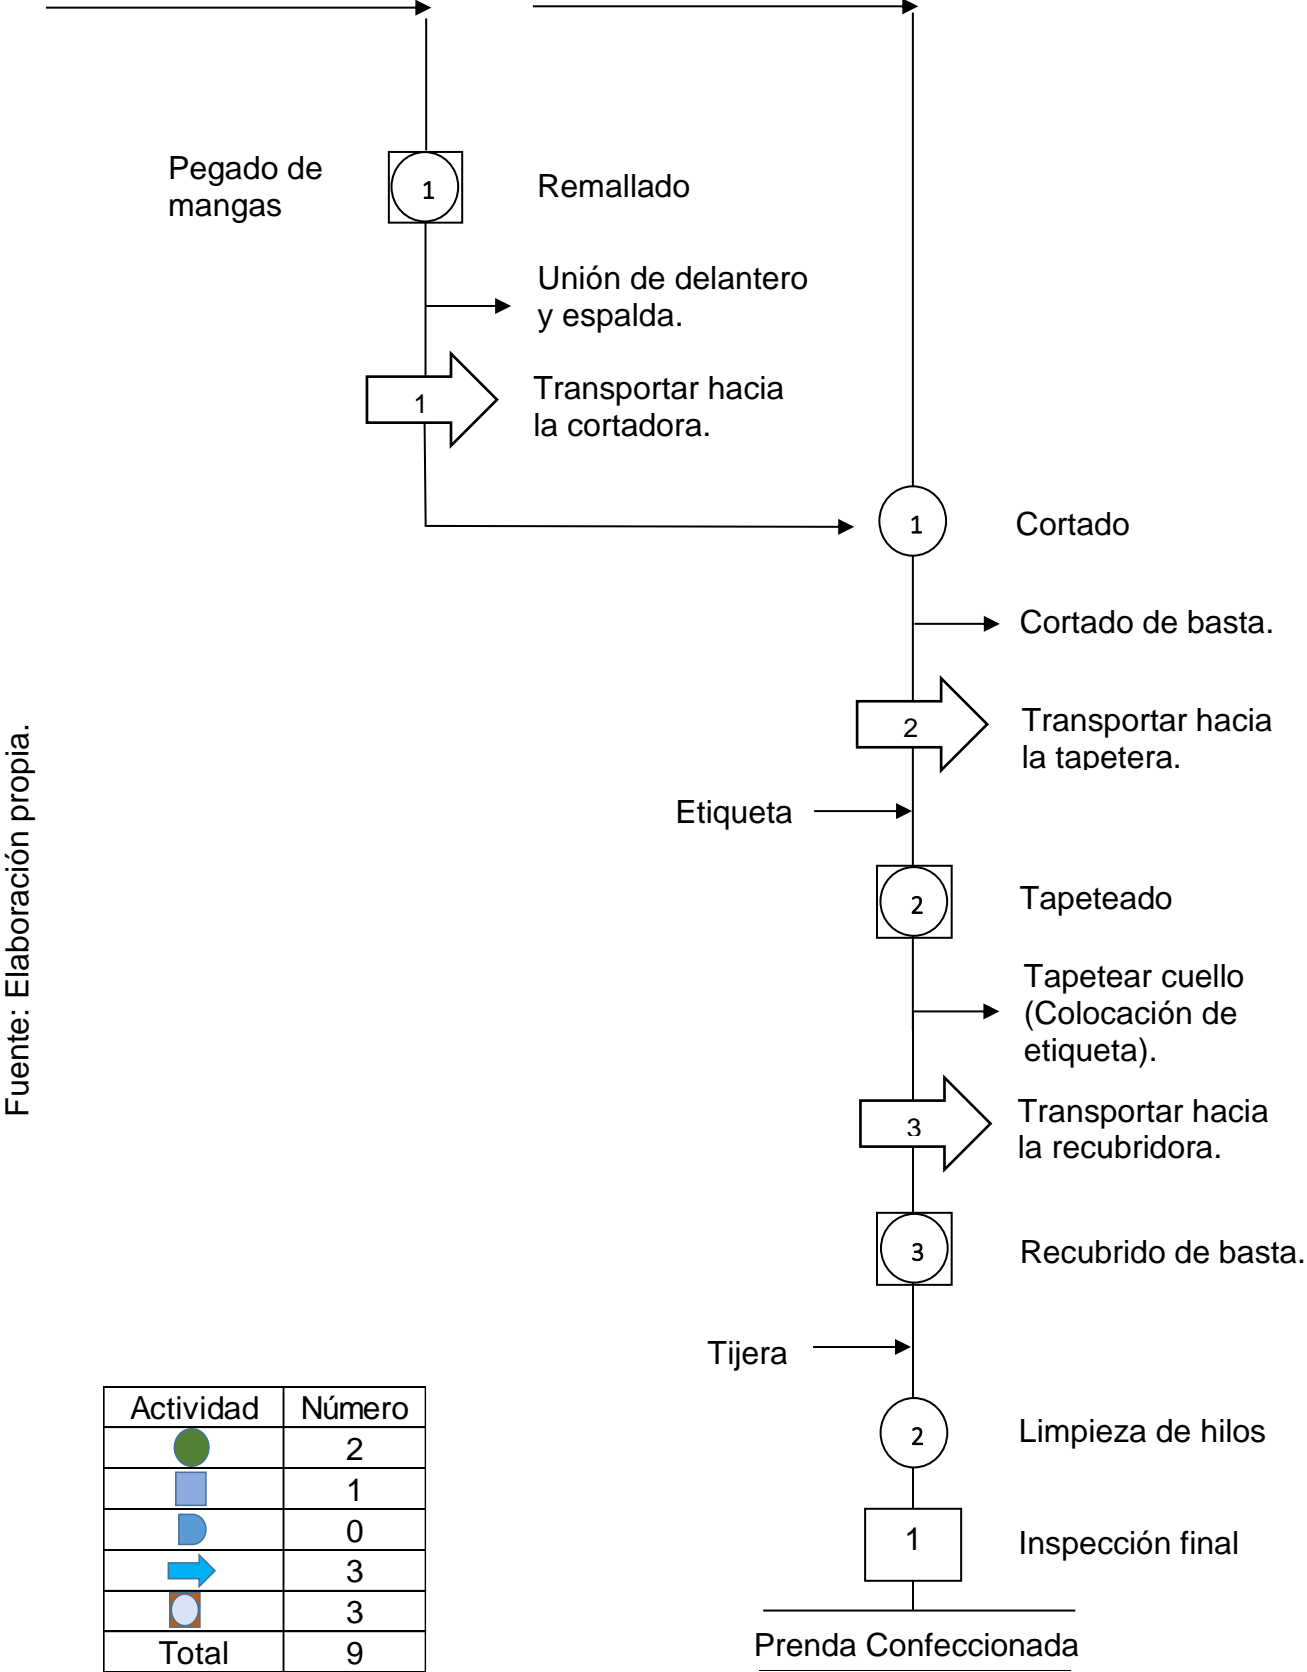 Pegado de
mangas
1
Remallado
Unión de delantero
y espalda.
1
Transportar hacia
la cortadora.
1
Cortado
Cortado de basta.
2
Transportar hacia
la tapetera.
Etiqueta
2
Tapeteado
Tapetear cuello
(Colocación de
etiqueta).
3
Transportar hacia
la recubridora.
3
Recubrido de basta.
Tijera
2
Limpieza de hilos
1
Inspección final
Prenda Confeccionada
Actividad Número
2
1
0
3
3
Total 9
Fuente: Elaboración propia.